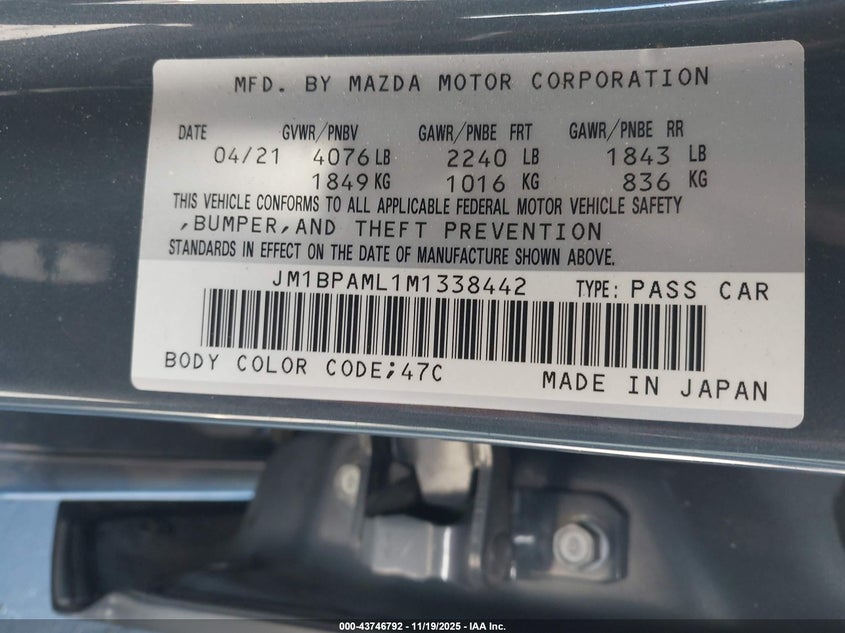 MFD. BY MAZDA MOTOR CORPORATION
DATE GVWR/PNBV GAWR/PNBE FRT GAWR/PNBE RR
04/21 4076 LB 2240 LB 1843 LB
1849 KG 1016 KG 836 KG
THIS VEHICLE CONFORMS TO ALL APPLICABLE FEDERAL MOTOR VEHICLE SAFETY
,BUMPER,AND THEFT PREVENTION
STANDARDS IN EFFECT ON THE DATE OF MANUFACTURE SHOWN ABOVE.
JM1BPAML1M1338442 TYPE: PASS CAR
BODY COLOR CODE;47C MADE IN JAPAN
000-43746792 - 11/19/2025 - IAA Inc.